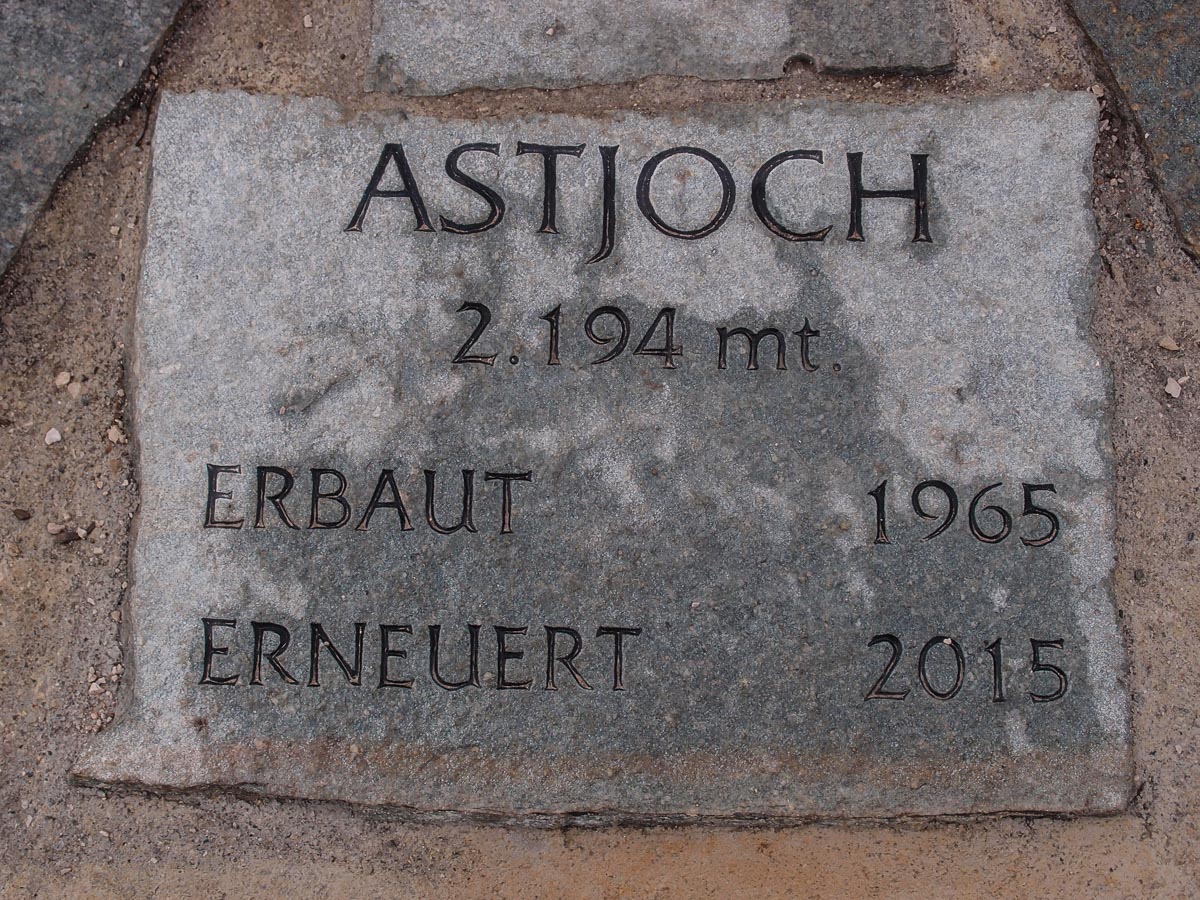 ASTJOCH
2.194 mt.
ERBAUT 1965
ERNEUERT 2015